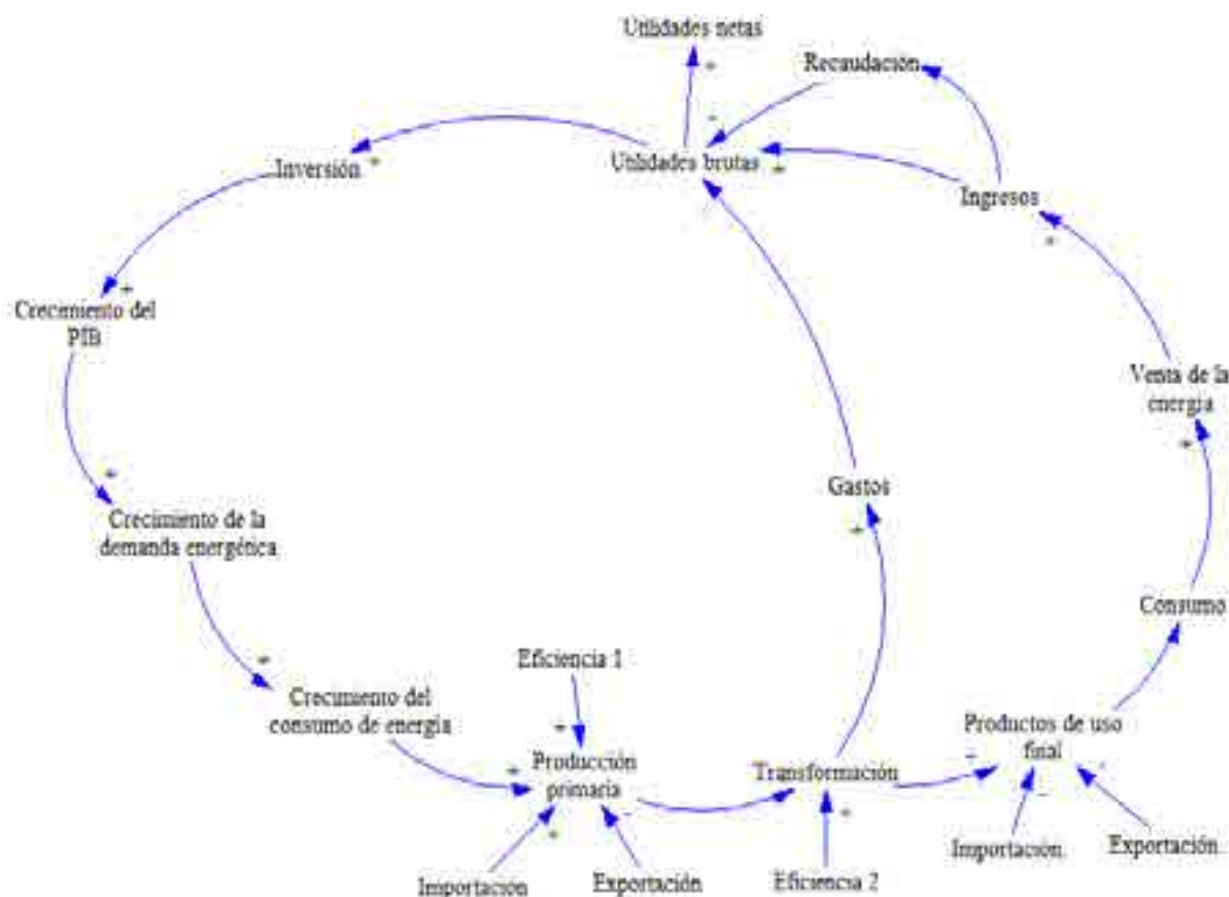 Utilidades netas
Recaudación
Utilidades brutas
Inversión
Ingresos
Crecimiento del
PIB
Venta de la
energía
Gastos
Crecimiento de la
demanda energética
Consumo
Eficiencia 1
Crecimiento del
consumo de energía
Productos de uso
final
Producción
primaria
Transformación
Importación
Exportación
Eficiencia 2
Importación.
Exportación.